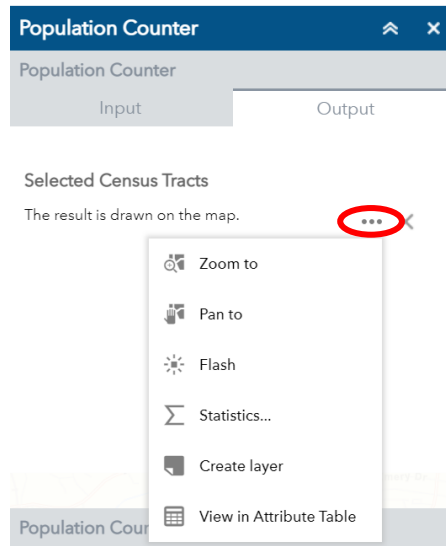 Population Counter
Population Counter
Input Output
Selected Census Tracts
The result is drawn on the map.
Zoom to
Pan to
Flash
Statistics...
Create layer
View in Attribute Table
Population Cour